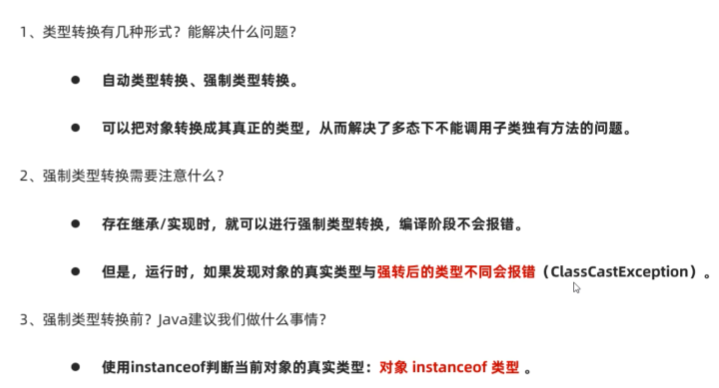 1、类型转换有几种形式？能解决什么问题？
● 自动类型转换、强制类型转换。
● 可以把对象转换成其真正的类型，从而解决了多态下不能调用子类独有方法的问题。
2、强制类型转换需要注意什么？
● 存在继承/实现时，就可以进行强制类型转换，编译阶段不会报错。
● 但是，运行时，如果发现对象的真实类型与强转后的类型不同会报错（ClassCastException）。
3、强制类型转换前？Java建议我们做什么事情？
● 使用instanceof判断当前对象的真实类型：对象 instanceof 类型 。